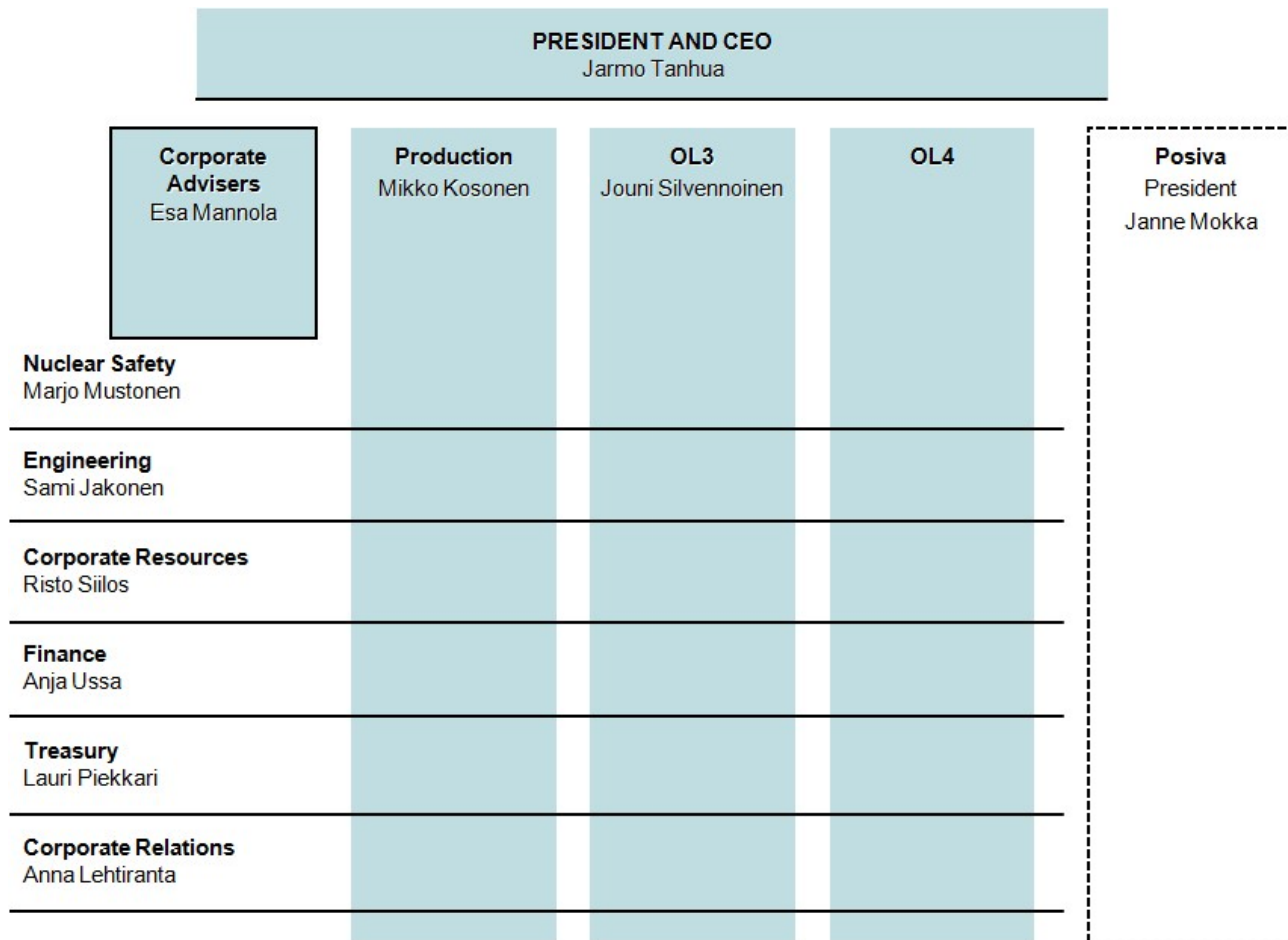 PRESIDENT AND CEO
Jarmo Tanhua
Corporate
Advisers
Esa Mannola
Production
Mikko Kosonen
OL3
Jouni Silvennoinen
OL4
Posiva
President
Janne Mokka
Nuclear Safety
Marjo Mustonen
Engineering
Sami Jakonen
Corporate Resources
Risto Siilos
Finance
Anja Ussa
Treasury
Lauri Piekkari
Corporate Relations
Anna Lehtiranta